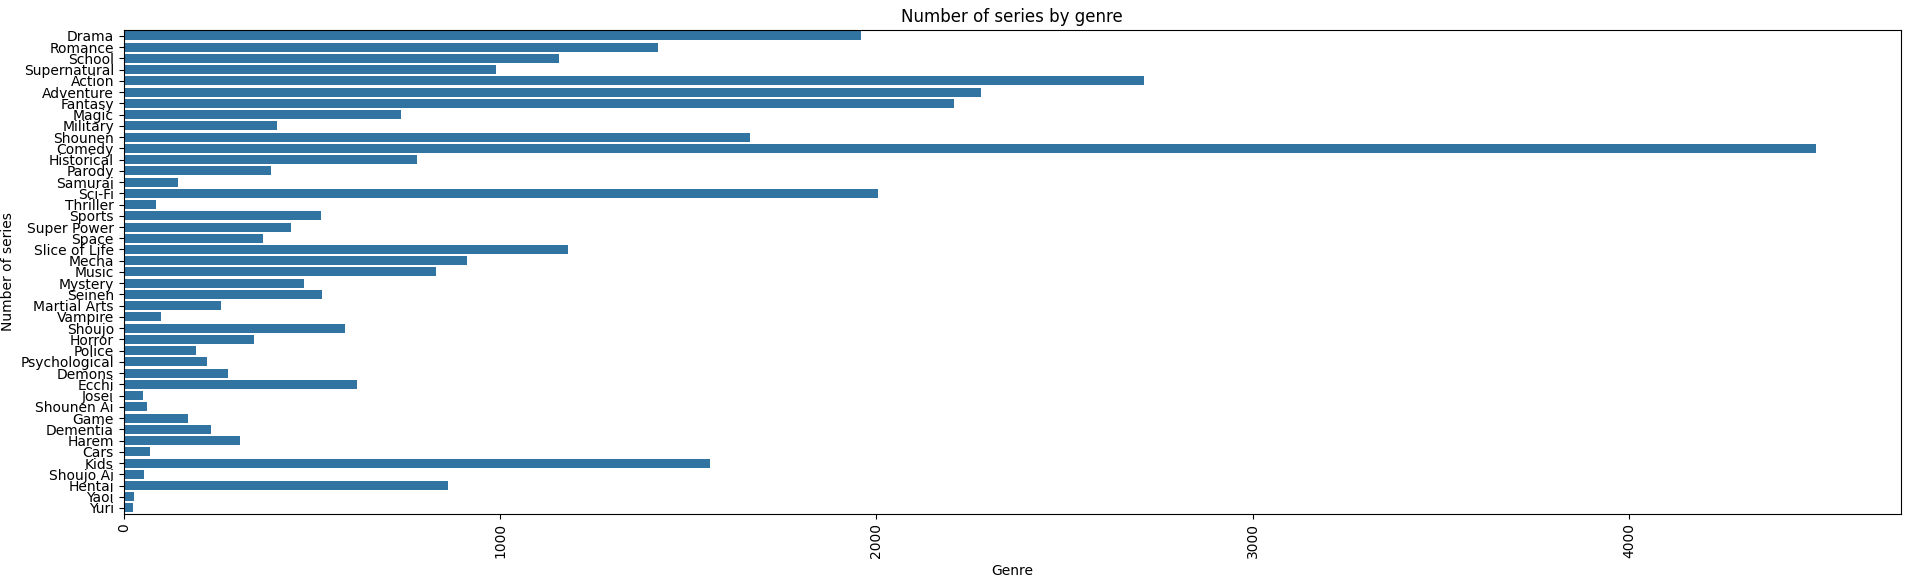 Number of series by genre
Number of series
Drama
Romance
School
Supernatural
Action
Adventure
Fantasy
Magic
Military
Shounen
Comedy
Historical
Parody
Samurai
Sci-Fi
Thriller
Sports
Super Power
Space
Slice of Life
Mecha
Music
Mystery
Seinen
Martial Arts
Vampire
Shoujo
Horror
Police
Psychological
Demons
Ecchi
Josei
Shounen Ai
Game
Dementia
Harem
Cars
Kids
Shoujo Ai
Hentai
Yaoi
Yuri
0
1000
2000
3000
4000
Genre